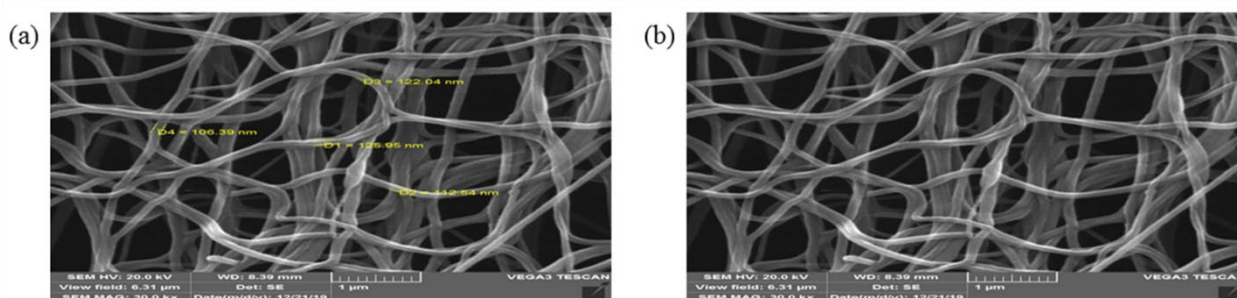 (a)
D3 = 122.04 nm
D4 = 106.39 nm
D1 = 125.95 nm
D2 = 112.54 nm
SEM HV: 20.0 kV
WD: 8.39 mm
VEGA3 TESCAN
View field: 6.31 µm
Det: SE
1 µm
SEM MAG: 30.0 kx
Date(m/d/y): 12/21/19
(b)
SEM HV: 20.0 kV
WD: 8.39 mm
VEGA3 TESCAN
View field: 6.31 µm
Det: SE
1 µm
SEM MAG: 30.0 kx
Date(m/d/y): 12/21/19